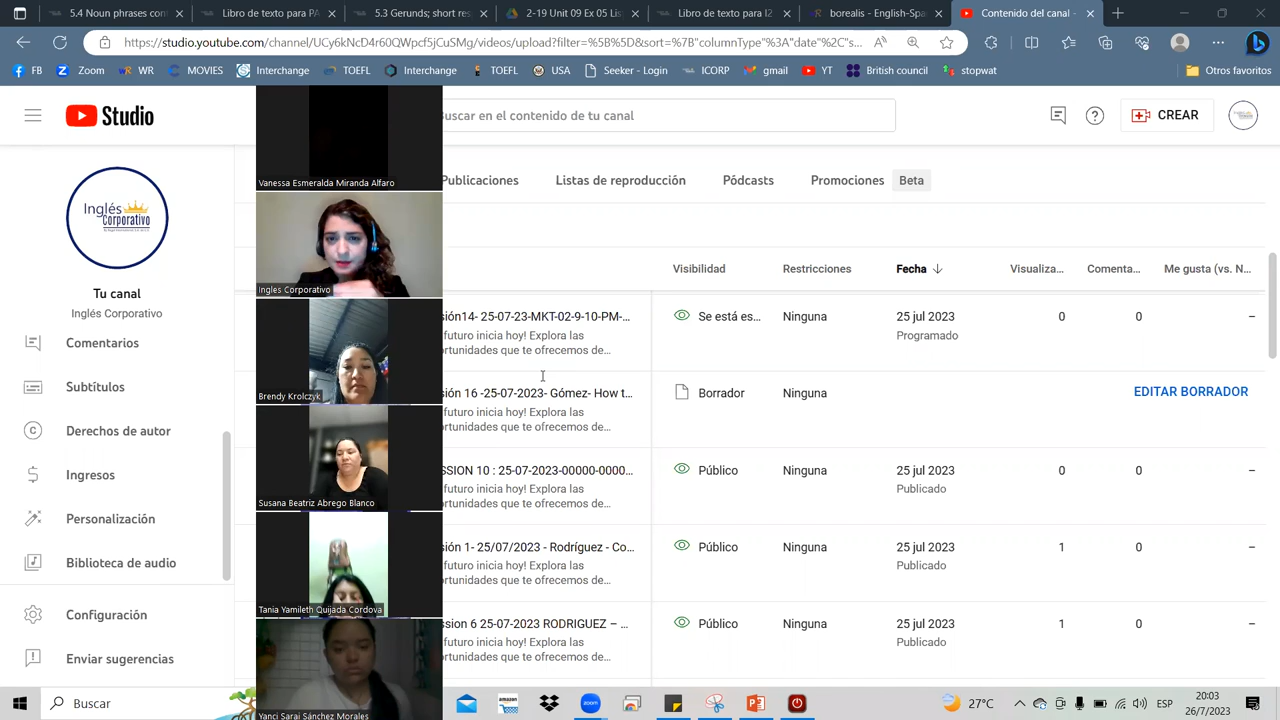 5.4 Razones para l
5.3 Gerunds; short res
2-19 Unit 09 Ex 05 Lis
Libro de texto para I2
borealis - English-Spa
Contenido del canal -
https://studio.youtube.com/channel/UCy6kNcD4r60QWpcf5jCuSMg/videos/upload?filter=%5B%5D&sort=%7B"columnType"%3A"date"%2C"s...
FB
Zoom
WR
MOVIES
Interchange
TOEFL
Interchange
TOEFL
USA
Seeker - Login
ICORP
gmail
YT
British council
stopwat
Otros favoritos
Studio
Buscar en el contenido de tu canal
CREAR
Vanessa Esmeralda Miranda Alfaro
Publicaciones
Listas de reproducción
Pódcasts
Promociones
Beta
Inglés
Corporativo
Tu canal
Inglés Corporativo
Ingles Corporativo
Visibilidad
Restricciones
Fecha
Visualiza...
Comenta...
Me gusta (vs. N...
sión14- 25-07-23-MKT-02-9-10-PM-...
futuro inicia hoy! Explora las
ortunidades que te ofrecemos de...
Se está es...
Ninguna
25 jul 2023
Programado
0
0
–
Comentarios
Subtítulos
Derechos de autor
Ingresos
Personalización
Biblioteca de audio
Configuración
Enviar sugerencias
Brendy Krolczyk
sión 16 -25-07-2023- Gómez- How t...
futuro inicia hoy! Explora las
ortunidades que te ofrecemos de...
Borrador
Ninguna
EDITAR BORRADOR
Susana Beatriz Abrego Blanco
SSION 10 : 25-07-2023-00000-0000...
futuro inicia hoy! Explora las
ortunidades que te ofrecemos de...
Público
Ninguna
25 jul 2023
Publicado
0
0
–
Tania Yamileth Quijada Cordova
sión 1- 25/07/2023 - Rodríguez - Co...
futuro inicia hoy! Explora las
ortunidades que te ofrecemos de...
Público
Ninguna
25 jul 2023
Publicado
1
0
–
Yanci Sarai Sánchez Morales
ssion 6 25-07-2023 RODRIGUEZ – ...
futuro inicia hoy! Explora las
ortunidades que te ofrecemos de...
Público
Ninguna
25 jul 2023
Publicado
1
0
–
Buscar
27°C
ESP
20:03
26/7/2023